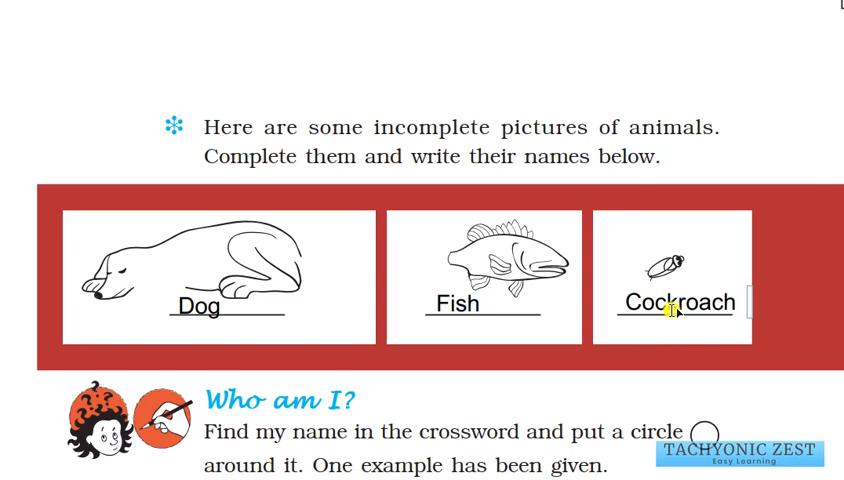 Here are some incomplete pictures of animals.
Complete them and write their names below.
Dog
Fish
Cockroach
Who am I?
Find my name in the crossword and put a circle
around it. One example has been given.
TACHYONIC ZEST
Easy Learning